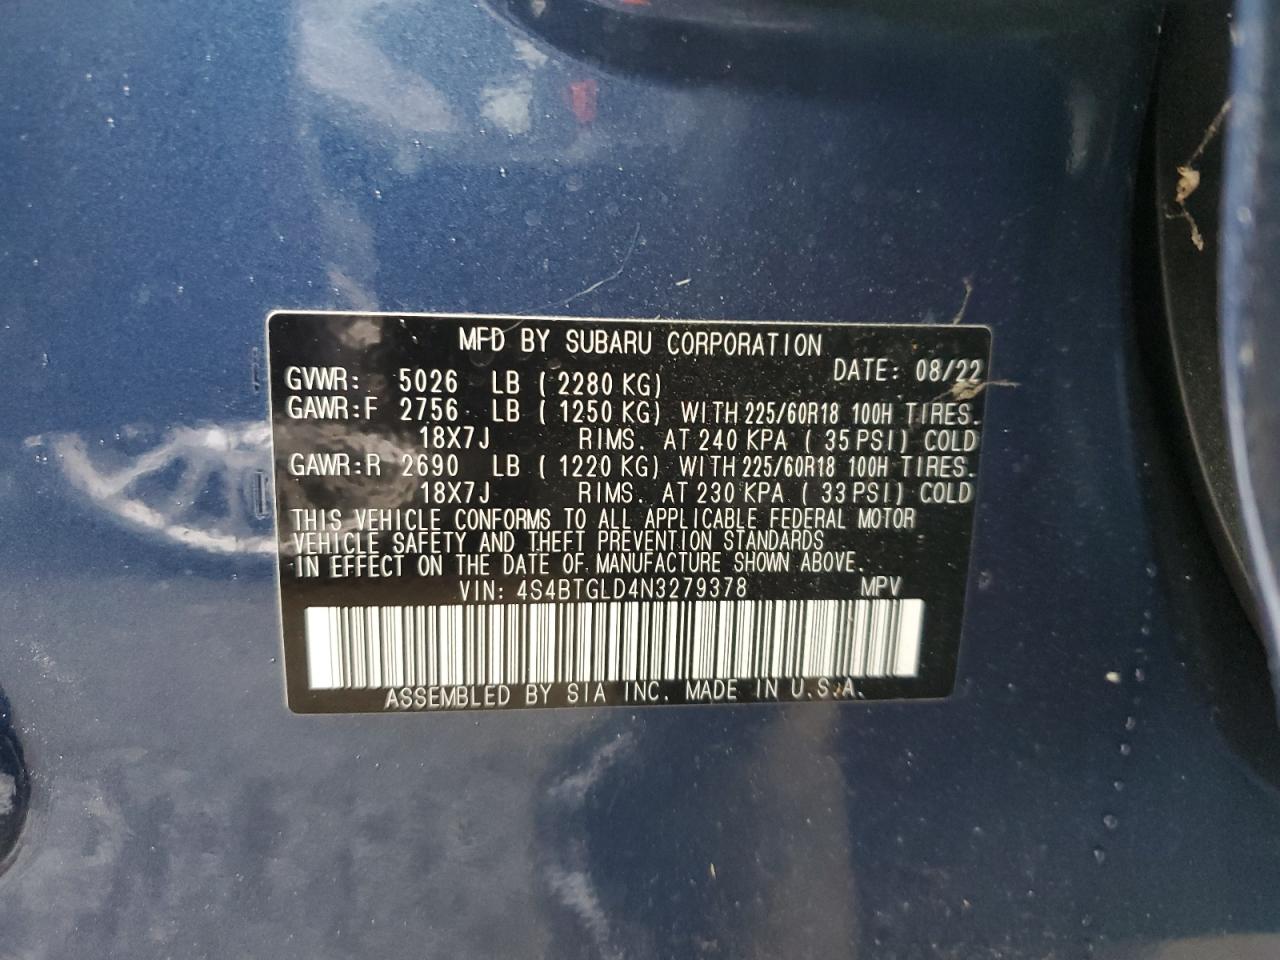 MFD BY SUBARU CORPORATION
DATE: 08/22
GVWR: 5026 LB ( 2280 KG)
GAWR:F 2756 LB ( 1250 KG) WITH 225/60R18 100H TIRES.
18X7J RIMS. AT 240 KPA ( 35 PSI) COLD
GAWR:R 2690 LB ( 1220 KG) WITH 225/60R18 100H TIRES.
18X7J RIMS. AT 230 KPA ( 33 PSI) COLD
THIS VEHICLE CONFORMS TO ALL APPLICABLE FEDERAL MOTOR
VEHICLE SAFETY AND THEFT PREVENTION STANDARDS
IN EFFECT ON THE DATE OF MANUFACTURE SHOWN ABOVE.
VIN: 4S4BTGLD4N3279378 MPV
ASSEMBLED BY SIA INC. MADE IN U.S.A.